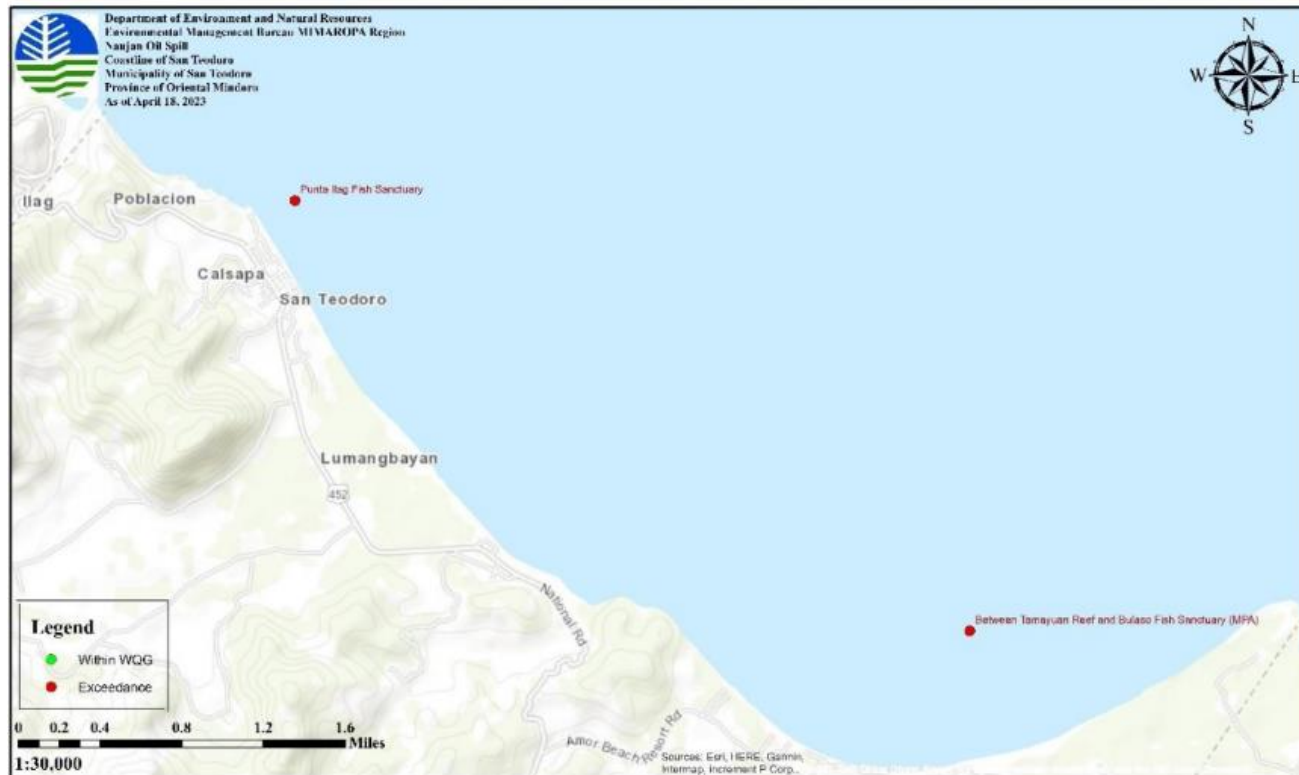 Department of Environment and Natural Resources
Environmental Management Bureau MIMAROPA Region
Naujan Oil Spill
Coastline of San Teodoro
Municipality of San Teodoro
Province of Oriental Mindoro
As of April 18, 2023
N
W
E
S
Punta Ilag Fish Sanctuary
Ilag
Poblacion
Calsapa
San Teodoro
Lumangbayan
452
National Rd
Between Tamayuan Reef and Bulaso Fish Sanctuary (MPA)
Legend
Within WQG
Exceedance
0 0.2 0.4 0.8 1.2 1.6
Miles
1:30,000
Amor Beach Resort Rd
Sources: Esri, HERE, Garmin,
Intermap, increment P Corp.,